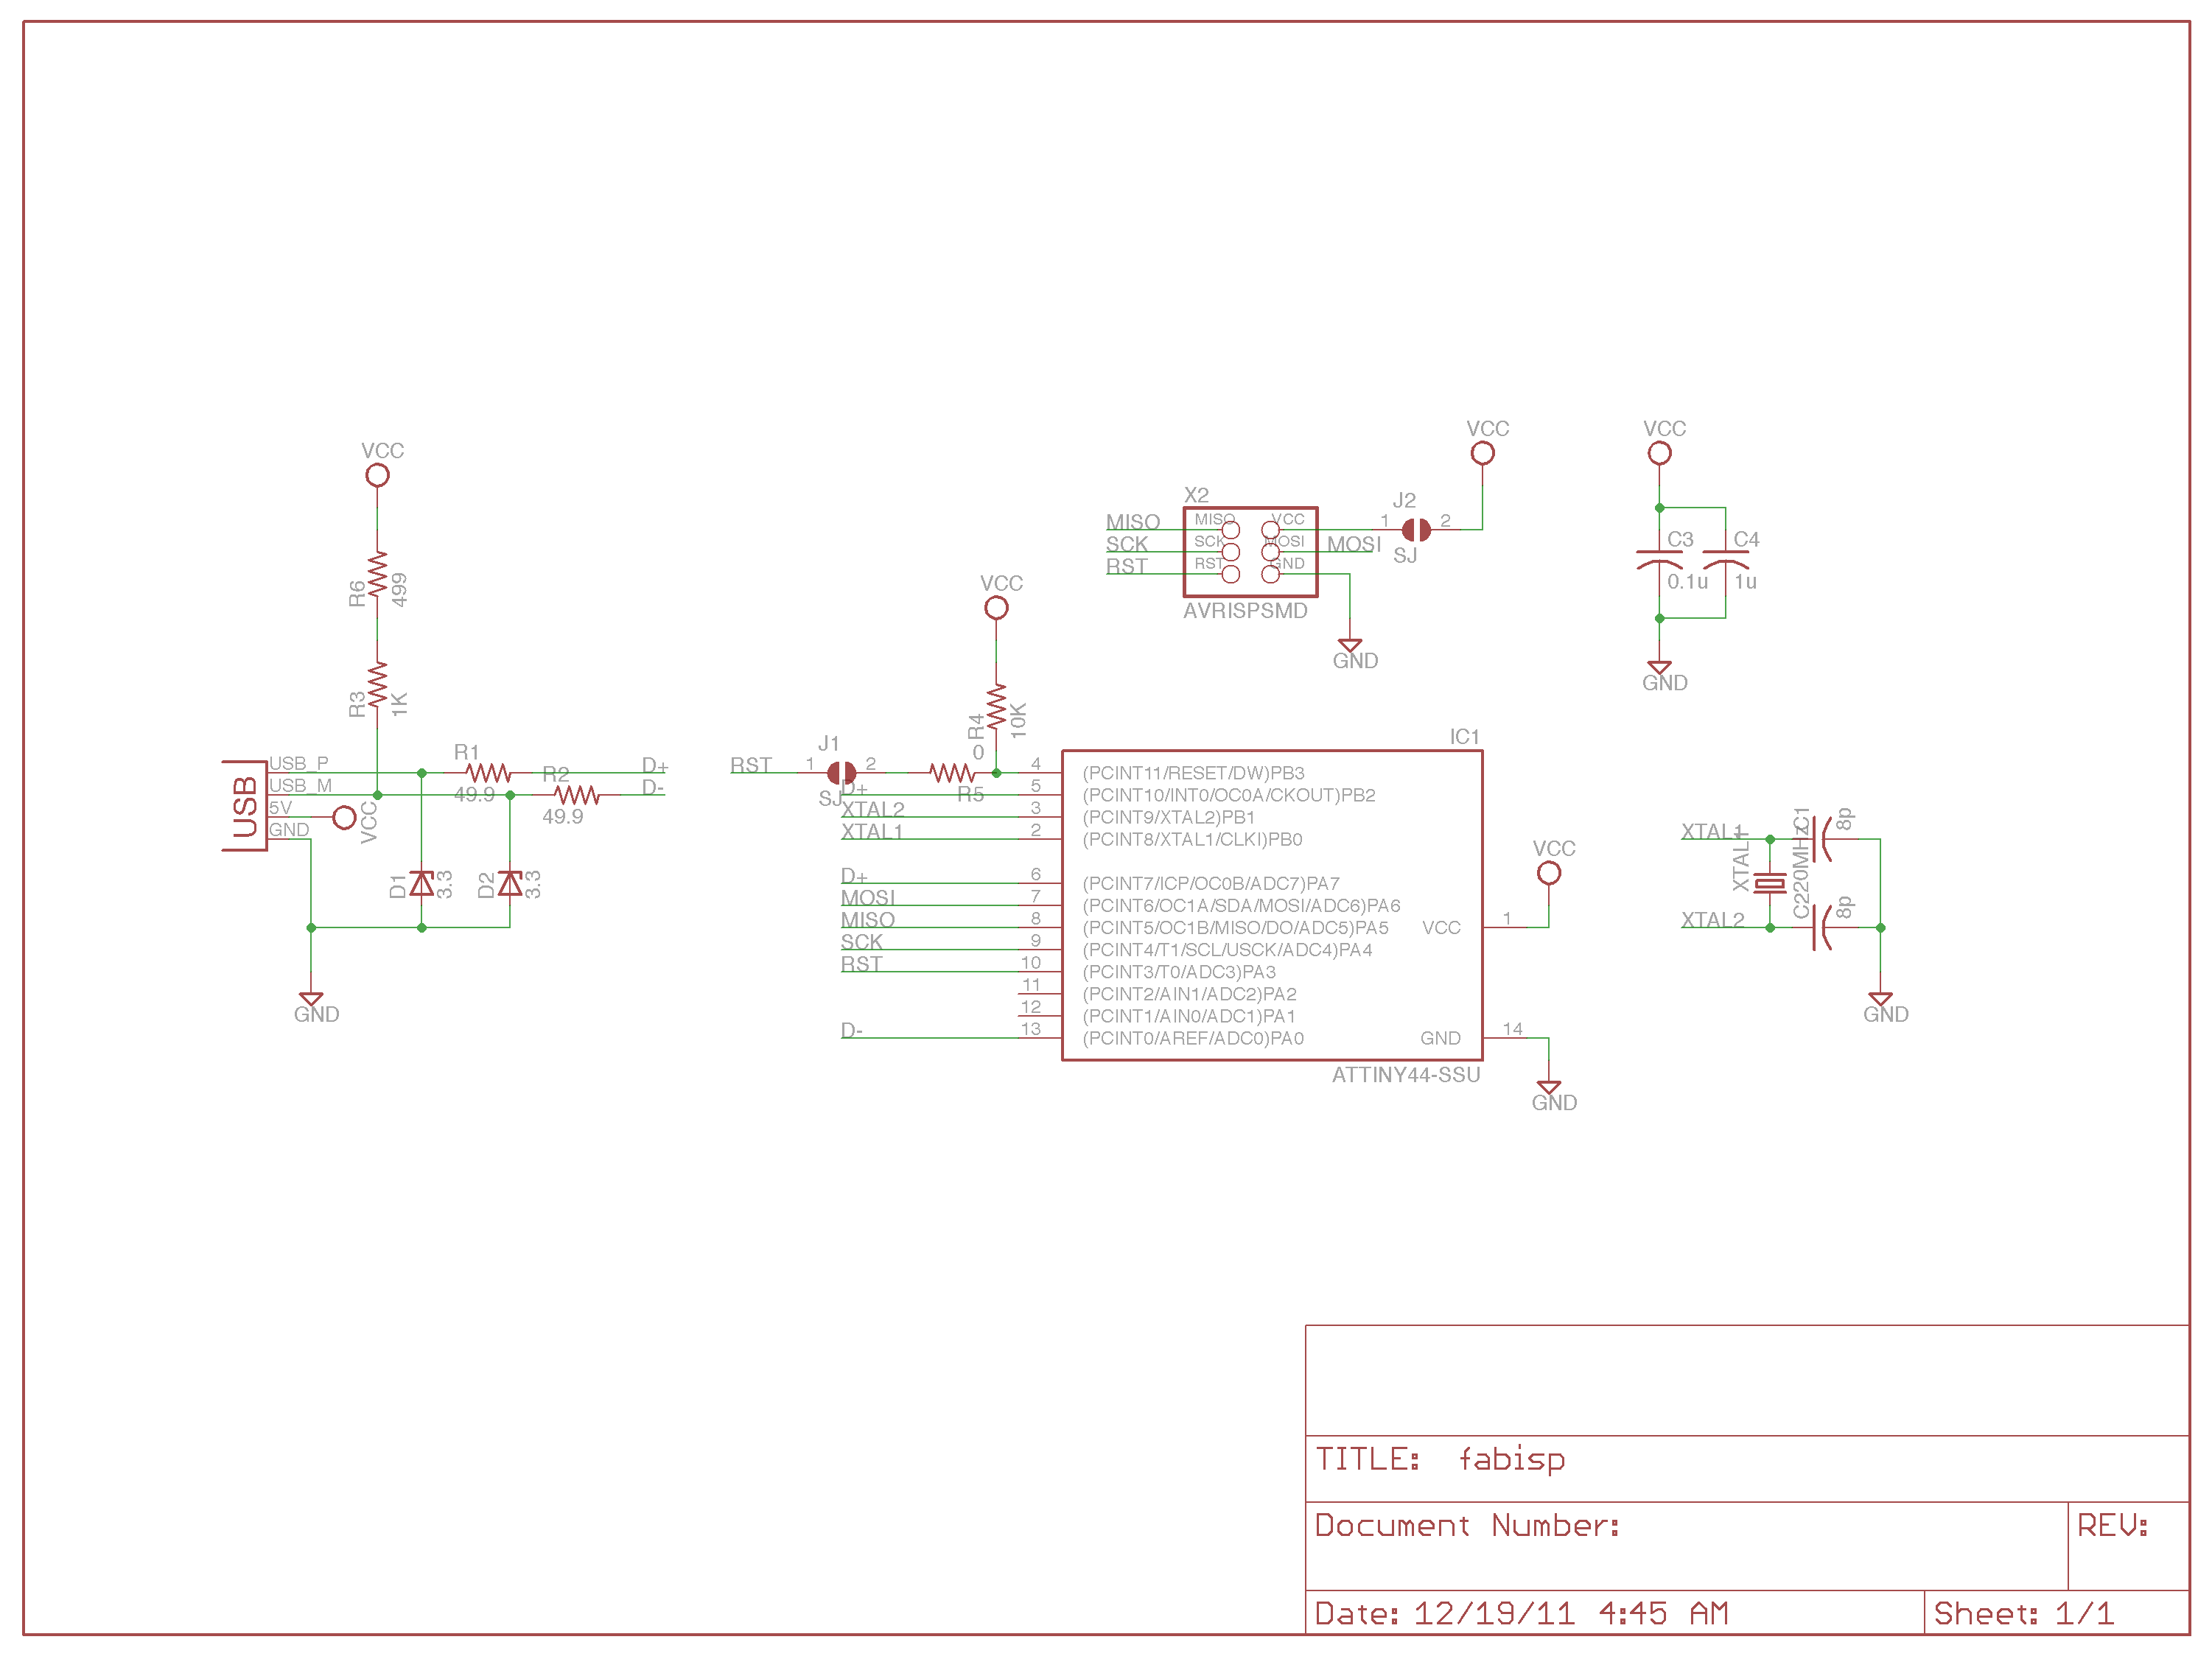 VCC
R6
499
R3
1K
USB
USB_P
USB_M
5V
GND
VCC
R1
49.9
R2
49.9
D+
D-
D1
3.3
D2
3.3
GND
RST
J1
1
2
SJ
R5
0
VCC
R4
10K
X2
MISO
SCK
RST
MISO
SCK
RST
VCC
MOSI
GND
MOSI
AVRISPSMD
J2
1
2
SJ
VCC
GND
VCC
C3
0.1u
C4
1u
GND
IC1
4
(PCINT11/RESET/DW)PB3
D+
5
(PCINT10/INT0/OC0A/CKOUT)PB2
XTAL2
3
(PCINT9/XTAL2)PB1
XTAL1
2
(PCINT8/XTAL1/CLKI)PB0
D+
6
(PCINT7/ICP/OC0B/ADC7)PA7
MOSI
7
(PCINT6/OC1A/SDA/MOSI/ADC6)PA6
MISO
8
(PCINT5/OC1B/MISO/DO/ADC5)PA5
SCK
9
(PCINT4/T1/SCL/USCK/ADC4)PA4
RST
10
(PCINT3/T0/ADC3)PA3
11
(PCINT2/AIN1/ADC2)PA2
12
(PCINT1/AIN0/ADC1)PA1
D-
13
(PCINT0/AREF/ADC0)PA0
VCC
1
VCC
GND
14
GND
ATTINY44-SSU
XTAL1
XTAL2
C1
8p
20MHz
C2
8p
GND
TITLE: fabisp
Document Number:
REV:
Date: 12/19/11 4:45 AM
Sheet: 1/1